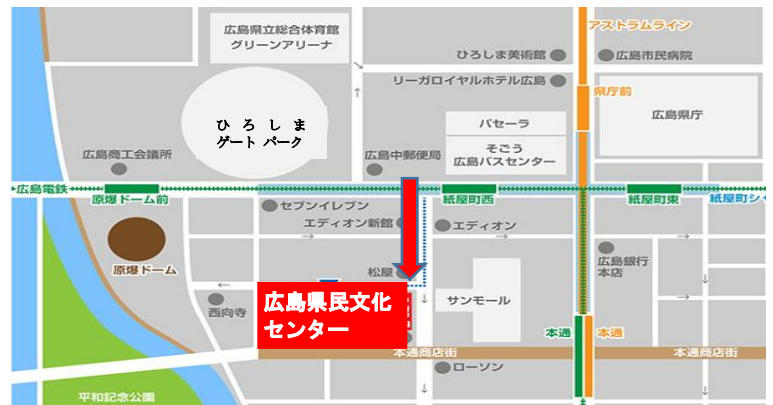 広島県立総合体育館
グリーンアリーナ
アストラムライン
ひろしま美術館
広島市民病院
リーガロイヤルホテル広島
県庁前
広島県庁
ひ ろ し ま
ゲート パーク
パセーラ
そごう
広島バスセンター
広島商工会議所
広島中郵便局
広島電鉄
原爆ドーム前
紙屋町西
紙屋町東
紙屋町シャ
セブンイレブン
エディオン新館
エディオン
原爆ドーム
松屋
広島銀行
本店
西向寺
広島県民文化
センター
サンモール
本通
本通
本通商店街
本通商店街
ローソン
平和記念公園